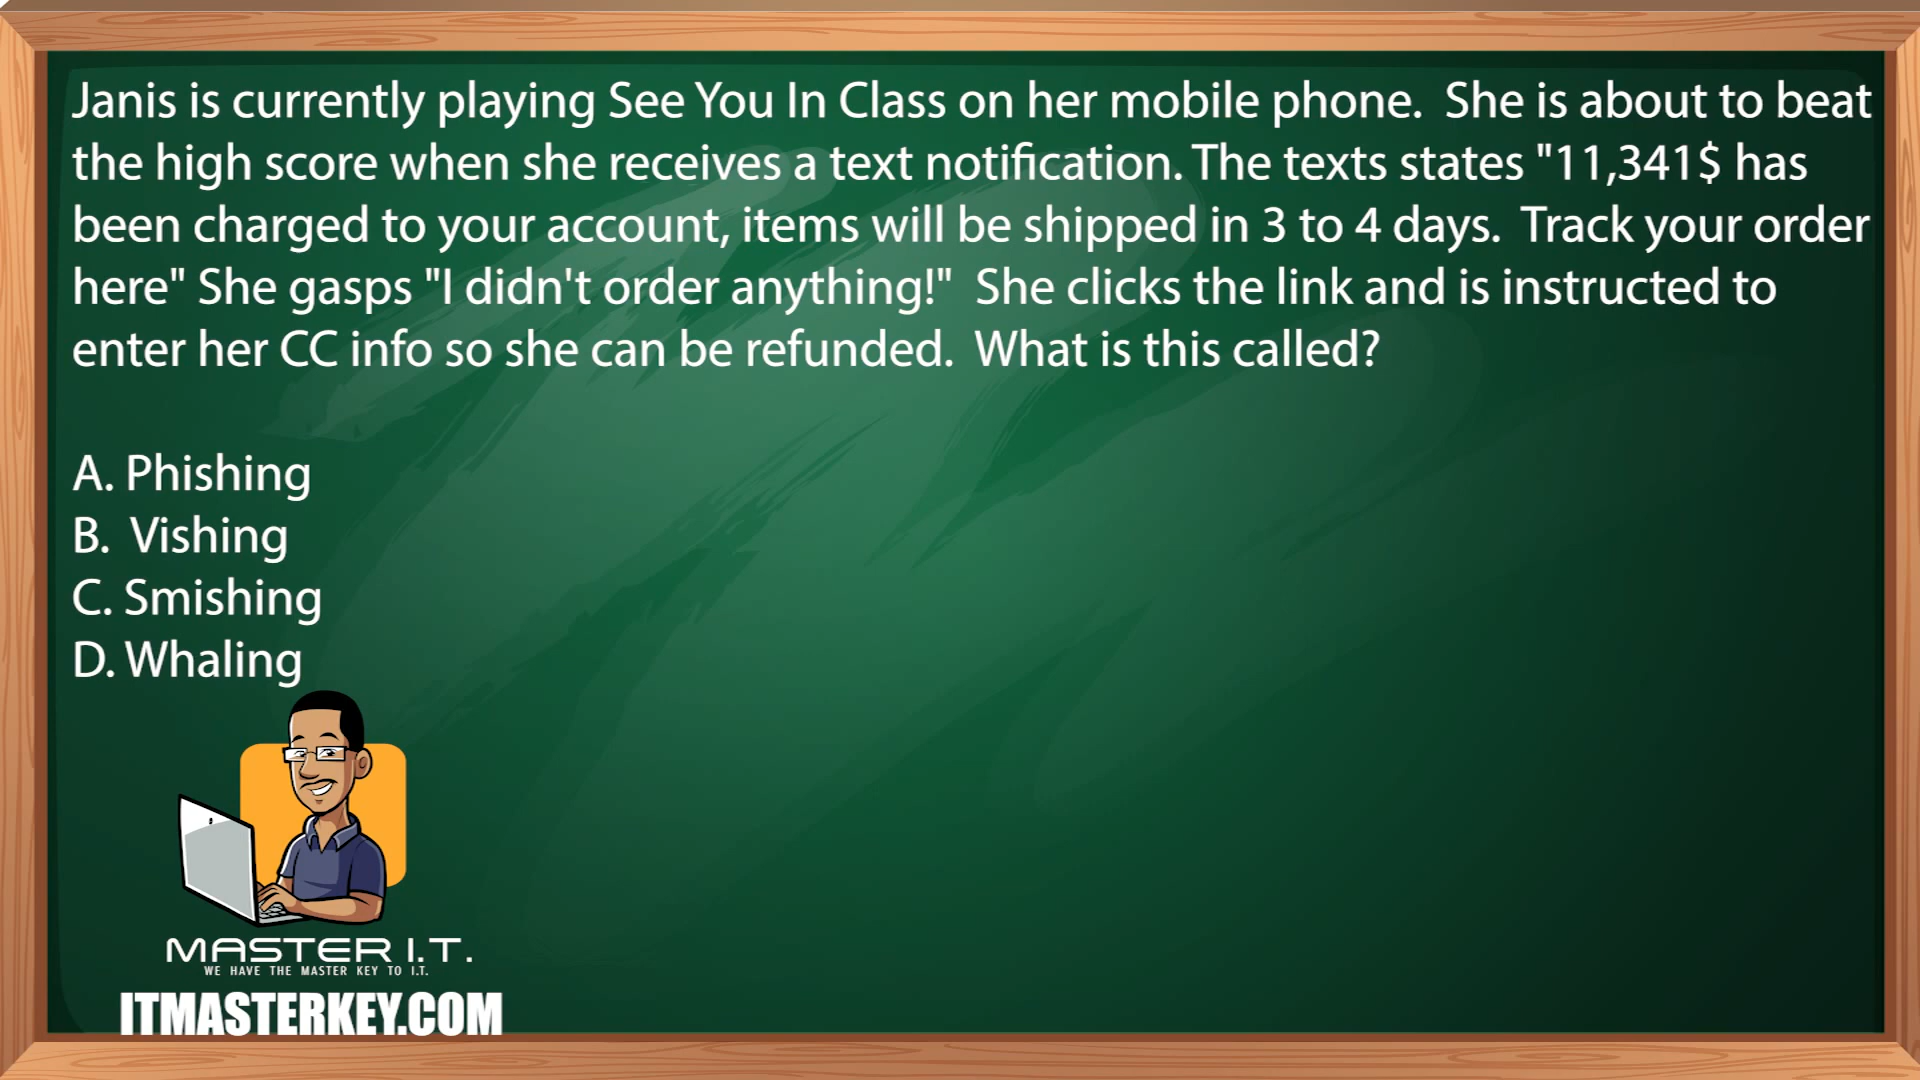 Janis is currently playing See You In Class on her mobile phone.  She is about to beat
the high score when she receives a text notification. The texts states "11,341$ has
been charged to your account, items will be shipped in 3 to 4 days.  Track your order
here" She gasps "I didn't order anything!"  She clicks the link and is instructed to
enter her CC info so she can be refunded.  What is this called?
A. Phishing
B.  Vishing
C. Smishing
D. Whaling
MASTER I.T.
WE HAVE THE MASTER KEY TO I.T.
ITMASTERKEY.COM